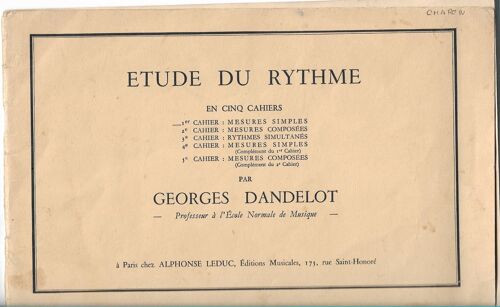 CHARON
ETUDE DU RYTHME
EN CINQ CAHIERS
1er CAHIER : MESURES SIMPLES
2e CAHIER : MESURES COMPOSÉES
3e CAHIER : RYTHMES SIMULTANÉS
4e CAHIER : MESURES SIMPLES
(Complément du 1er Cahier)
5e CAHIER : MESURES COMPOSÉES
(Complément du 2e Cahier)
PAR
GEORGES DANDELOT
— Professeur à l'École Normale de Musique —
à Paris chez ALPHONSE LEDUC, Éditions Musicales, 175, rue Saint-Honoré